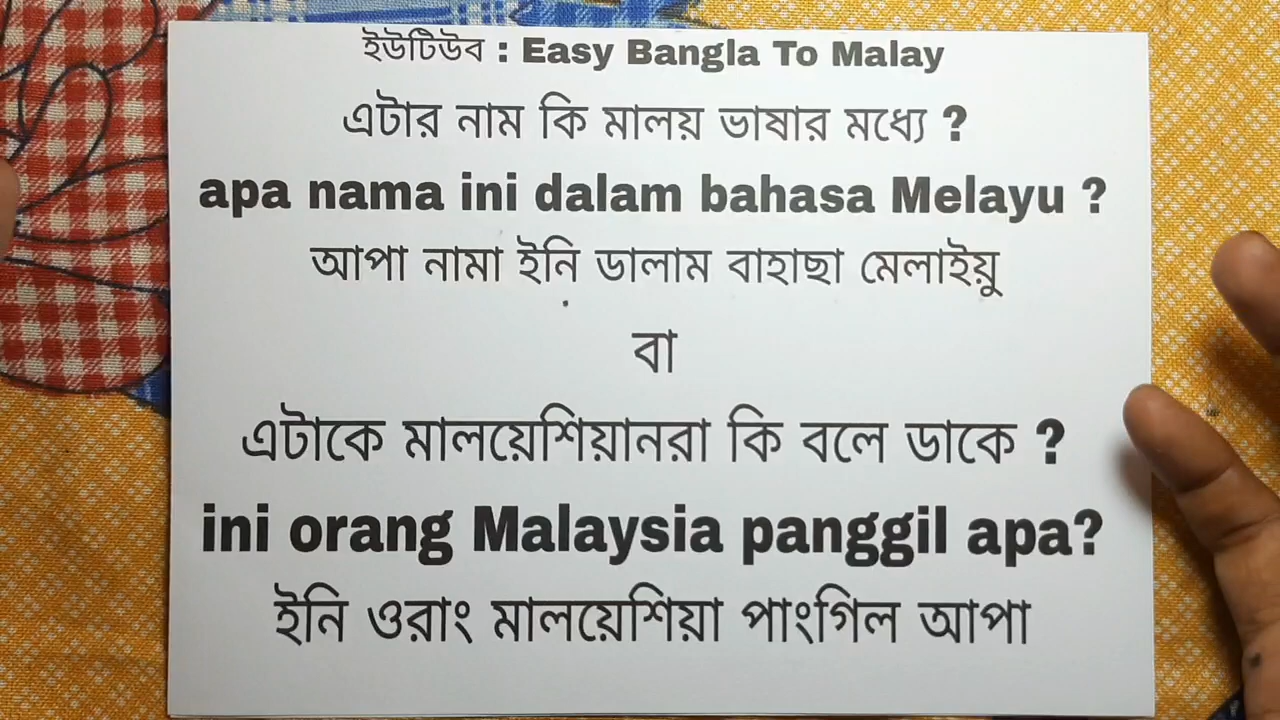 ইউটিউব : Easy Bangla To Malay
এটার নাম কি মালয় ভাষার মধ্যে ?
apa nama ini dalam bahasa Melayu ?
আপা নামা ইনি ডালাম বাহাছা মেলাইয়ু
বা
এটাকে মালয়েশিয়ানরা কি বলে ডাকে ?
ini orang Malaysia panggil apa?
ইনি ওরাং মালয়েশিয়া পাংগিল আপা